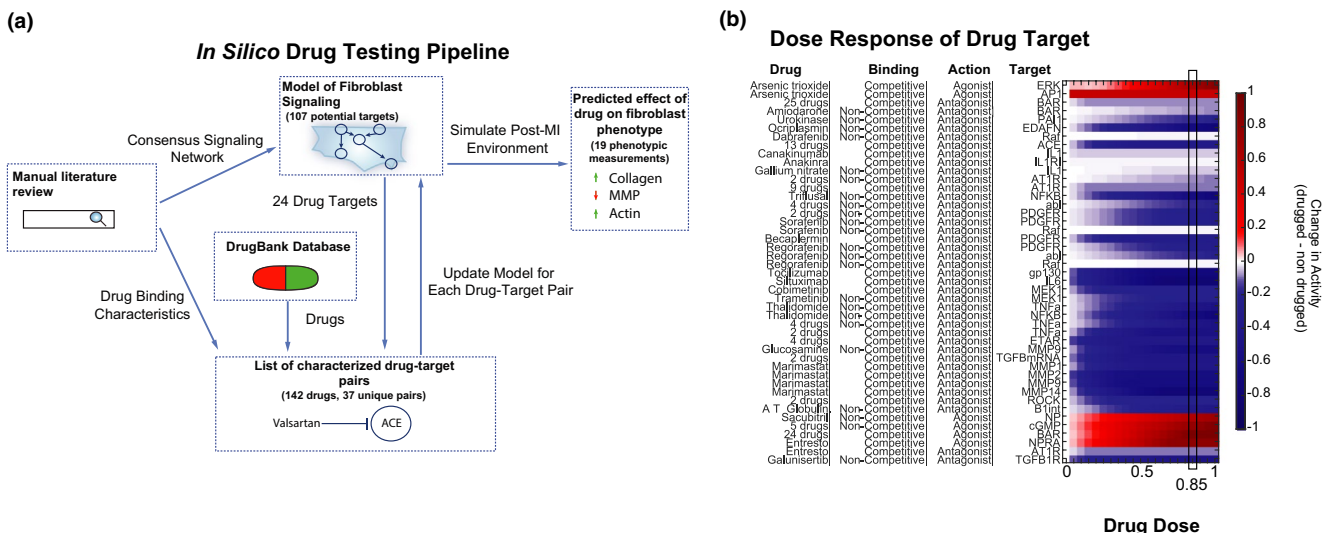 (a)
In Silico Drug Testing Pipeline
Manual literature
review
Consensus Signaling
Network
Drug Binding
Characteristics
Model of Fibroblast
Signaling
(107 potential targets)
24 Drug Targets
DrugBank Database
Drugs
Update Model for
Each Drug-Target Pair
List of characterized drug-target
pairs
(142 drugs, 37 unique pairs)
Valsartan
ACE
Simulate Post-MI
Environment
Predicted effect of
drug on fibroblast
phenotype
(19 phenotypic
measurements)
Collagen
MMP
Actin
(b)
Dose Response of Drug Target
Drug Binding Action Target
Arsenic trioxide Competitive Agonist ERK
Arsenic trioxide Competitive Agonist AP1
25 drugs Competitive Antagonist BAR
Amiodarone Non-Competitive Antagonist BAR
Urokinase Non-Competitive Antagonist PAI1
Ocriplasmin Non-Competitive Antagonist EDAFN
Dabrafenib Non-Competitive Antagonist Raf
13 drugs Competitive Antagonist ACE
Canakinumab Competitive Antagonist IL1
Anakinra Competitive Antagonist IL1RI
Gallium nitrate Non-Competitive Antagonist IL1
2 drugs Non-Competitive Antagonist AT1R
9 drugs Competitive Antagonist AT1R
Triflusal Non-Competitive Antagonist NFKB
4 drugs Non-Competitive Antagonist abl
2 drugs Non-Competitive Antagonist PDGFR
Sorafenib Non-Competitive Antagonist PDGFR
Sorafenib Non-Competitive Antagonist Raf
Becaplermin Competitive Antagonist PDGFR
Regorafenib Non-Competitive Antagonist PDGFR
Regorafenib Non-Competitive Antagonist abl
Regorafenib Non-Competitive Antagonist Raf
Tocilizumab Competitive Antagonist gp130
Siltuximab Competitive Antagonist IL6
Cobimetinib Competitive Antagonist MEK1
Trametinib Non-Competitive Antagonist MEK1
Thalidomide Non-Competitive Antagonist TNFa
Thalidomide Non-Competitive Antagonist NFKB
4 drugs Non-Competitive Antagonist TNFa
2 drugs Competitive Antagonist TNFa
4 drugs Competitive Antagonist ETAR
Glucosamine Non-Competitive Antagonist MMP9
2 drugs Competitive Antagonist TGFBmRNA
Marimastat Competitive Antagonist MMP1
Marimastat Competitive Antagonist MMP2
Marimastat Competitive Antagonist MMP9
Marimastat Competitive Antagonist MMP14
2 drugs Competitive Antagonist ROCK
A T Globulin. Non-Competitive Antagonist B1int
Sacubitril Non-Competitive Agonist NP
5 drugs Non-Competitive Agonist cGMP
24 drugs Competitive Agonist BAR
Entresto Competitive Agonist NPRA
Entresto Competitive Antagonist AT1R
Galunisertib Non-Competitive Antagonist TGFB1R
0 0.5 1
0.85
Drug Dose
1
0.8
0.6
0.4
0.2
0
-0.2
-0.4
-0.6
-0.8
-1
Change in Activity
(drugged - non drugged)